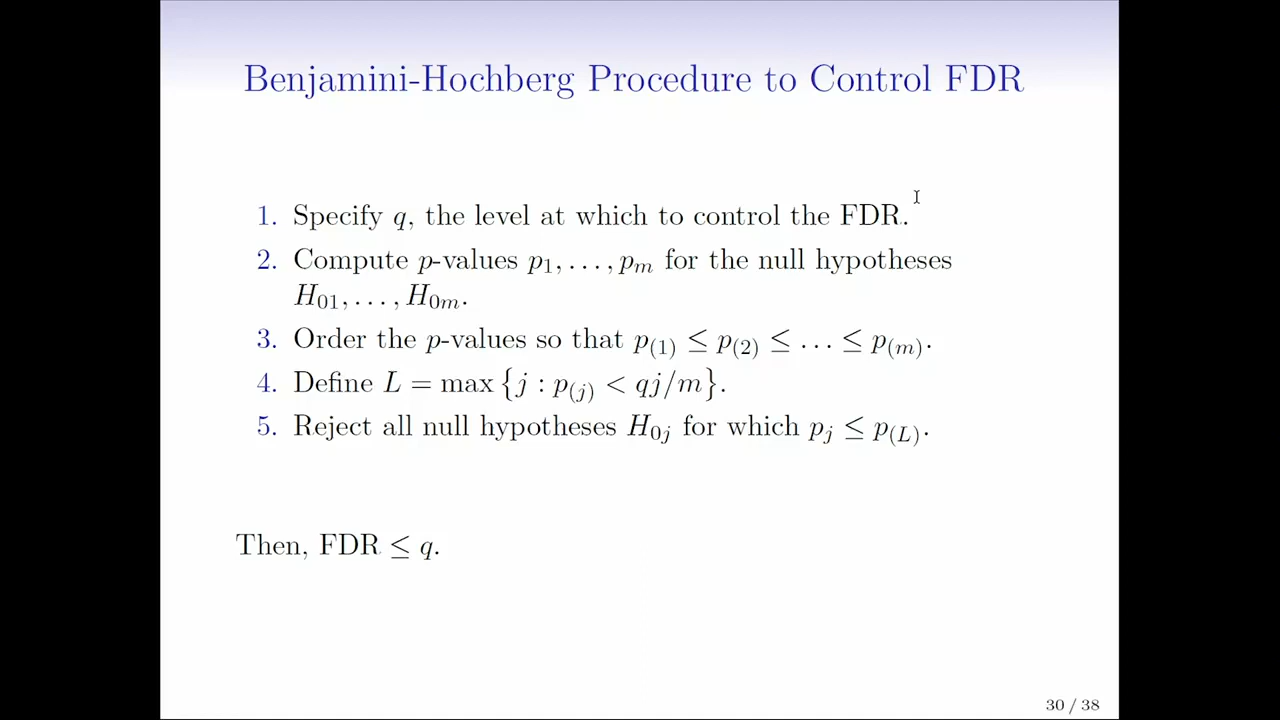 Benjamini-Hochberg Procedure to Control FDR
1. Specify q, the level at which to control the FDR.
2. Compute p-values p₁, . . . , pₘ for the null hypotheses
H₀₁, . . . , H₀ₘ.
3. Order the p-values so that p₍₁₎ ≤ p₍₂₎ ≤ . . . ≤ p₍ₘ₎.
4. Define L = max {j : p₍ⱼ₎ < qj/m}.
5. Reject all null hypotheses H₀ⱼ for which pⱼ ≤ p_(L).
Then, FDR ≤ q.
30 / 38